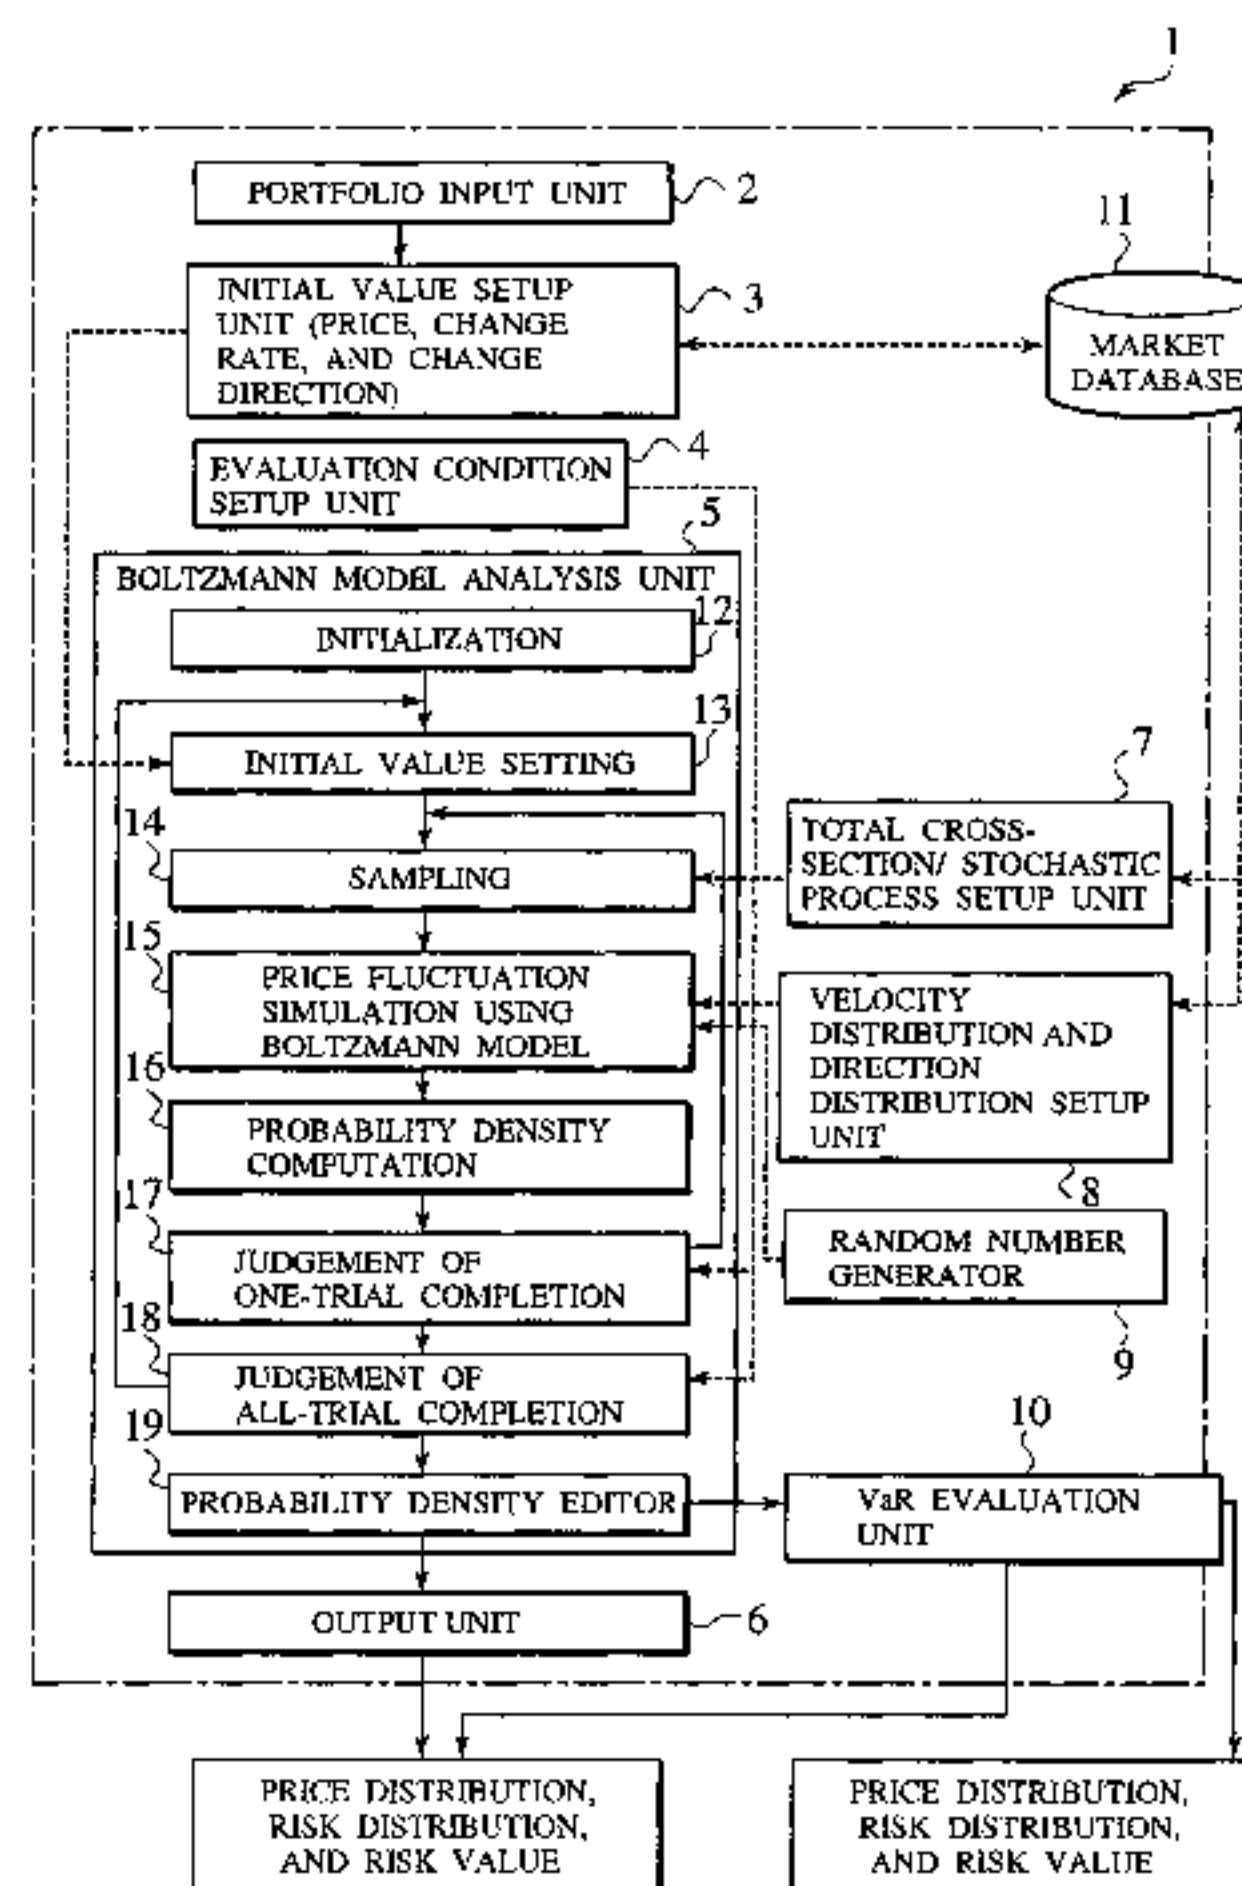 1
PORTFOLIO INPUT UNIT
2
11
INITIAL VALUE SETUP
UNIT (PRICE, CHANGE
RATE, AND CHANGE
DIRECTION)
3
MARKET
DATABASE
4
EVALUATION CONDITION
SETUP UNIT
5
BOLTZMANN MODEL ANALYSIS UNIT
12
INITIALIZATION
13
INITIAL VALUE SETTING
7
14
TOTAL CROSS-
SECTION/ STOCHASTIC
PROCESS SETUP UNIT
SAMPLING
15
PRICE FLUCTUATION
SIMULATION USING
BOLTZMANN MODEL
VELOCITY
DISTRIBUTION AND
DIRECTION
DISTRIBUTION SETUP
UNIT
16
PROBABILITY DENSITY
COMPUTATION
8
17
JUDGEMENT OF
ONE-TRIAL COMPLETION
RANDOM NUMBER
GENERATOR
9
18
JUDGEMENT OF
ALL-TRIAL COMPLETION
10
19
PROBABILITY DENSITY EDITOR
VaR EVALUATION
UNIT
OUTPUT UNIT
6
PRICE DISTRIBUTION,
RISK DISTRIBUTION,
AND RISK VALUE
PRICE DISTRIBUTION,
RISK DISTRIBUTION,
AND RISK VALUE